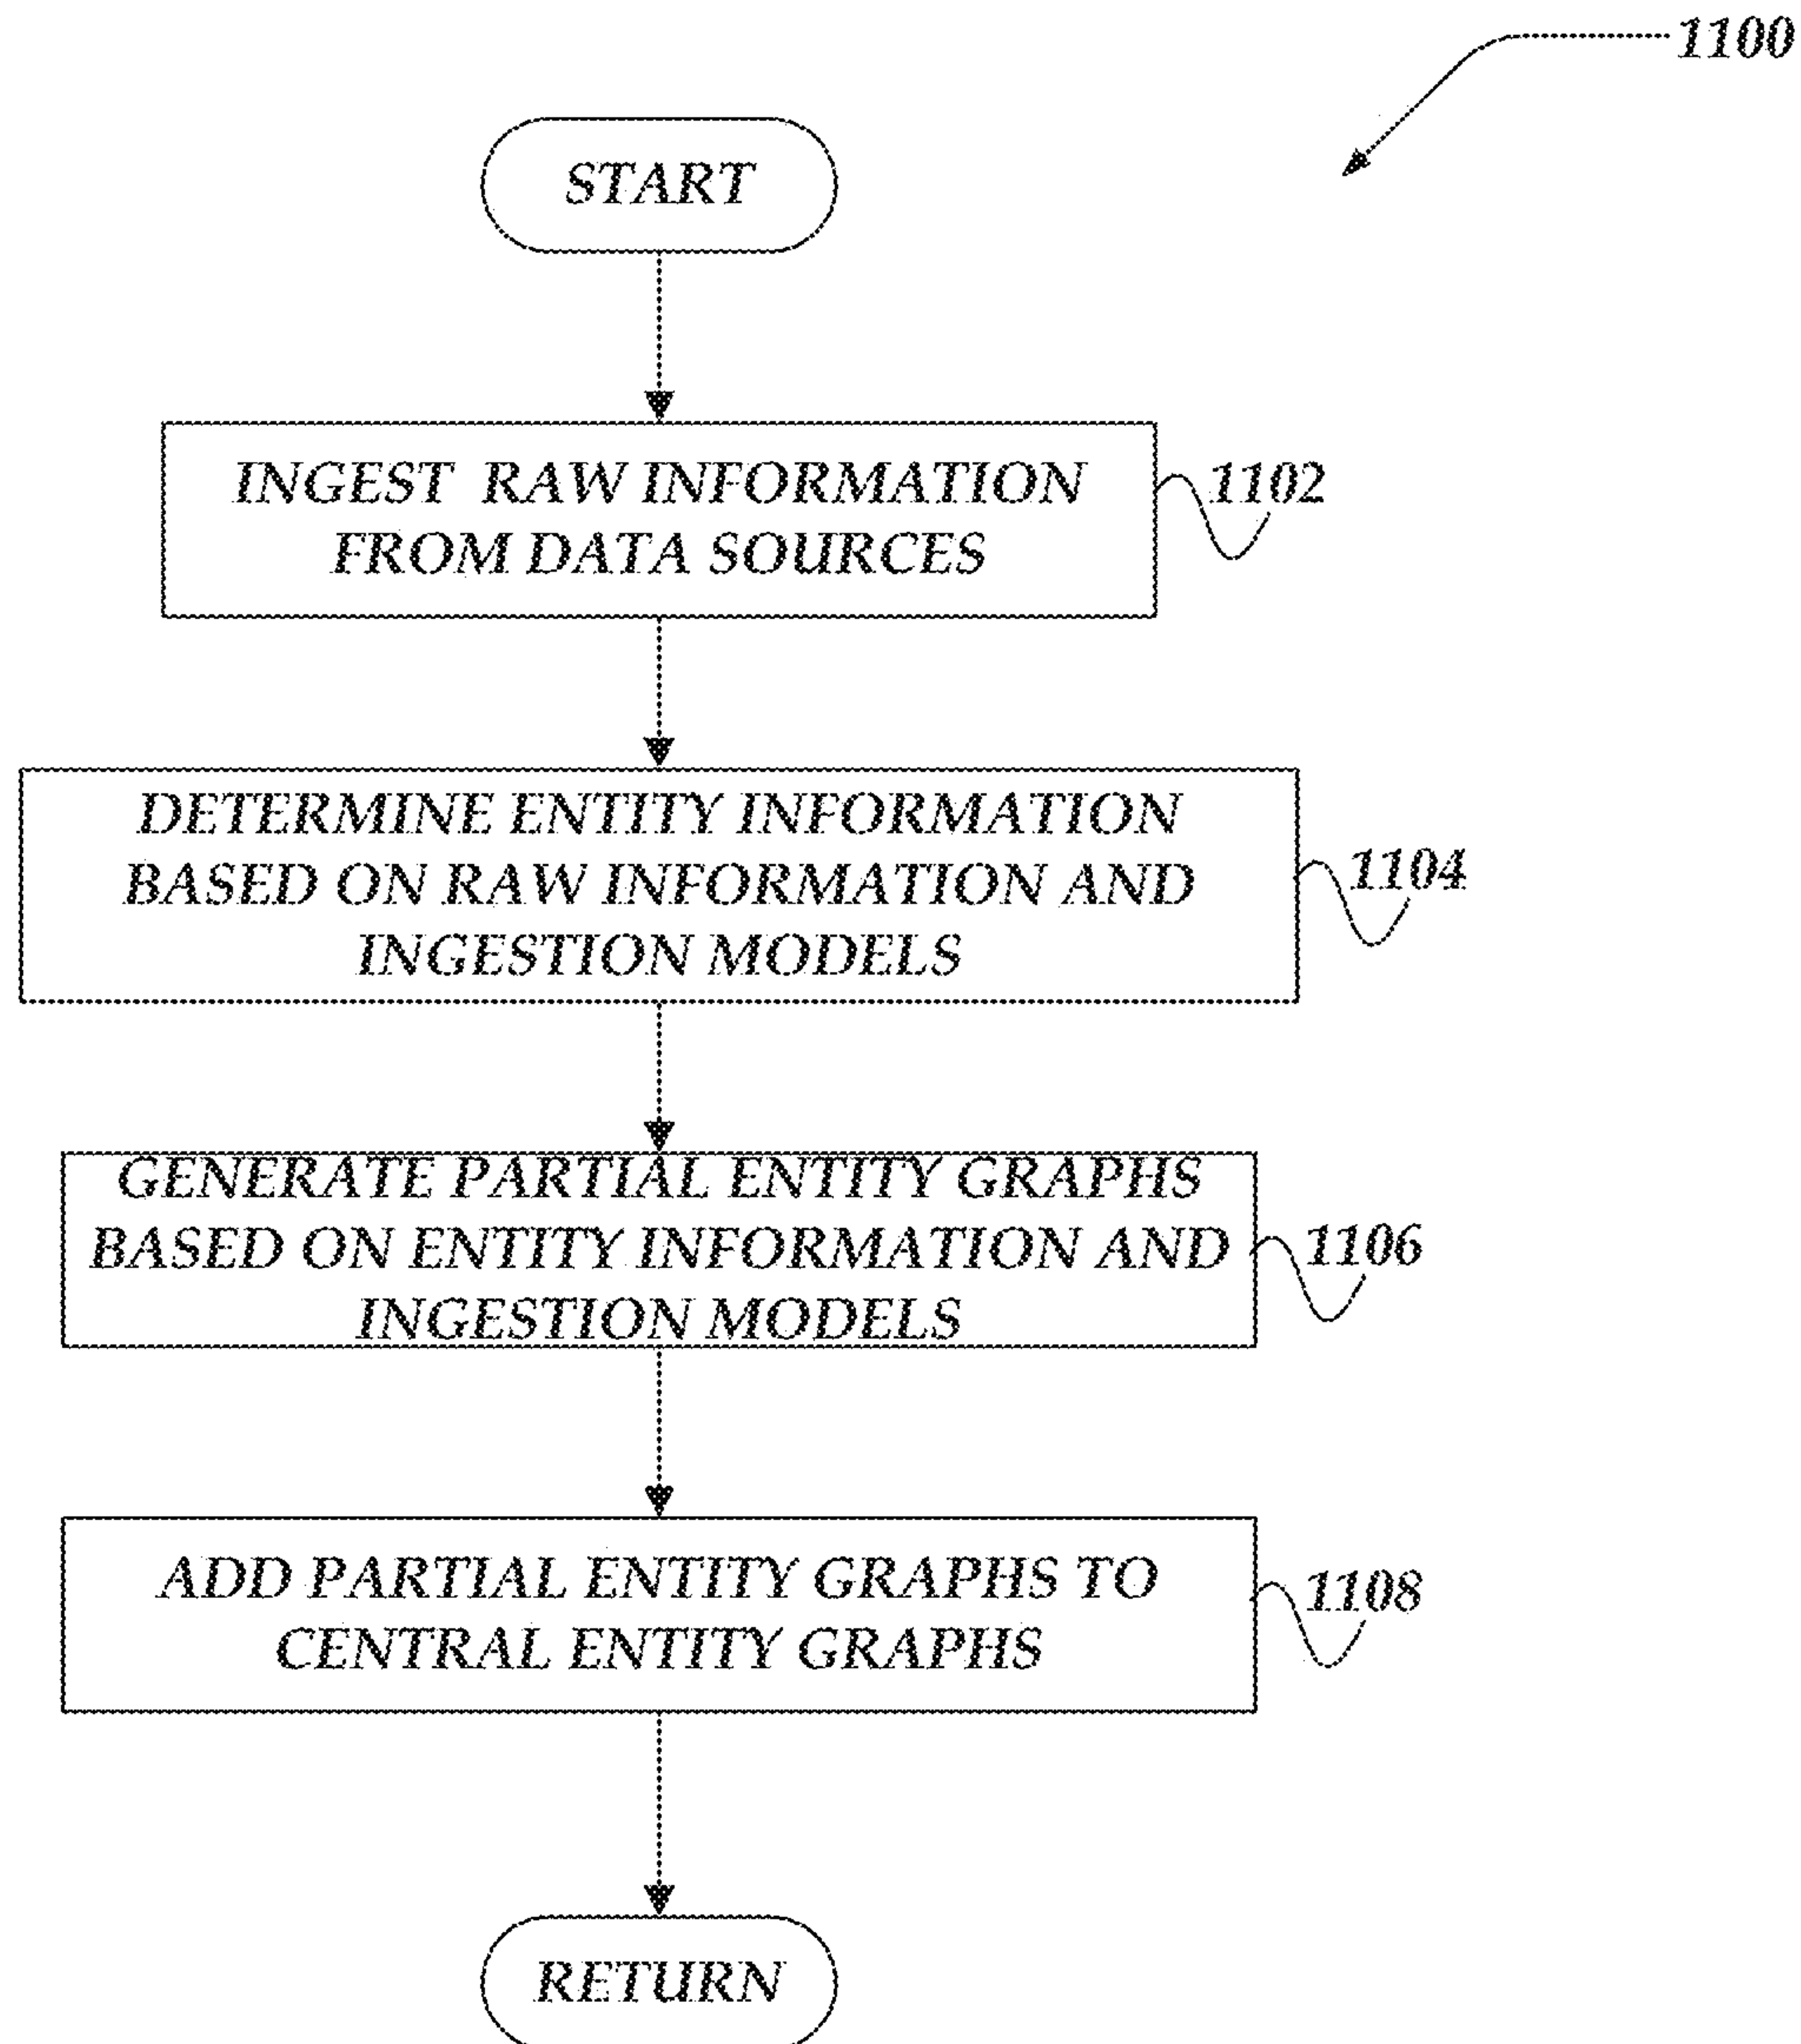 1100
START
INGEST RAW INFORMATION
FROM DATA SOURCES
1102
DETERMINE ENTITY INFORMATION
BASED ON RAW INFORMATION AND
INGESTION MODELS
1104
GENERATE PARTIAL ENTITY GRAPHS
BASED ON ENTITY INFORMATION AND
INGESTION MODELS
1106
ADD PARTIAL ENTITY GRAPHS TO
CENTRAL ENTITY GRAPHS
1108
RETURN